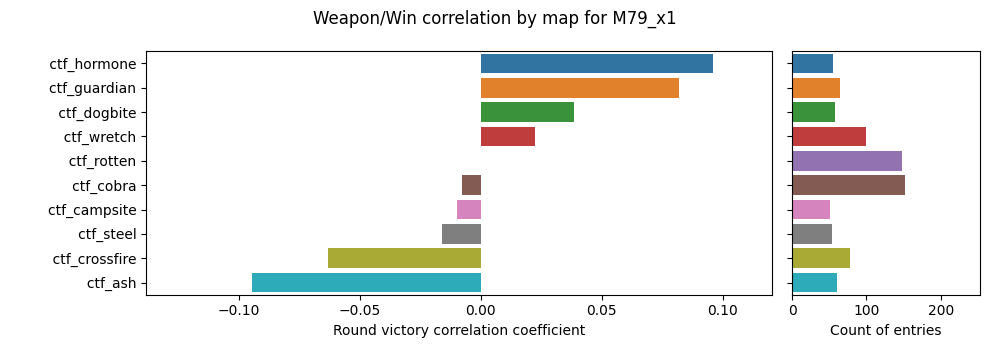 Weapon/Win correlation by map for M79_x1
ctf_hormone
ctf_guardian
ctf_dogbite
ctf_wretch
ctf_rotten
ctf_cobra
ctf_campsite
ctf_steel
ctf_crossfire
ctf_ash
−0.10 −0.05 0.00 0.05 0.10
Round victory correlation coefficient
0 100 200
Count of entries